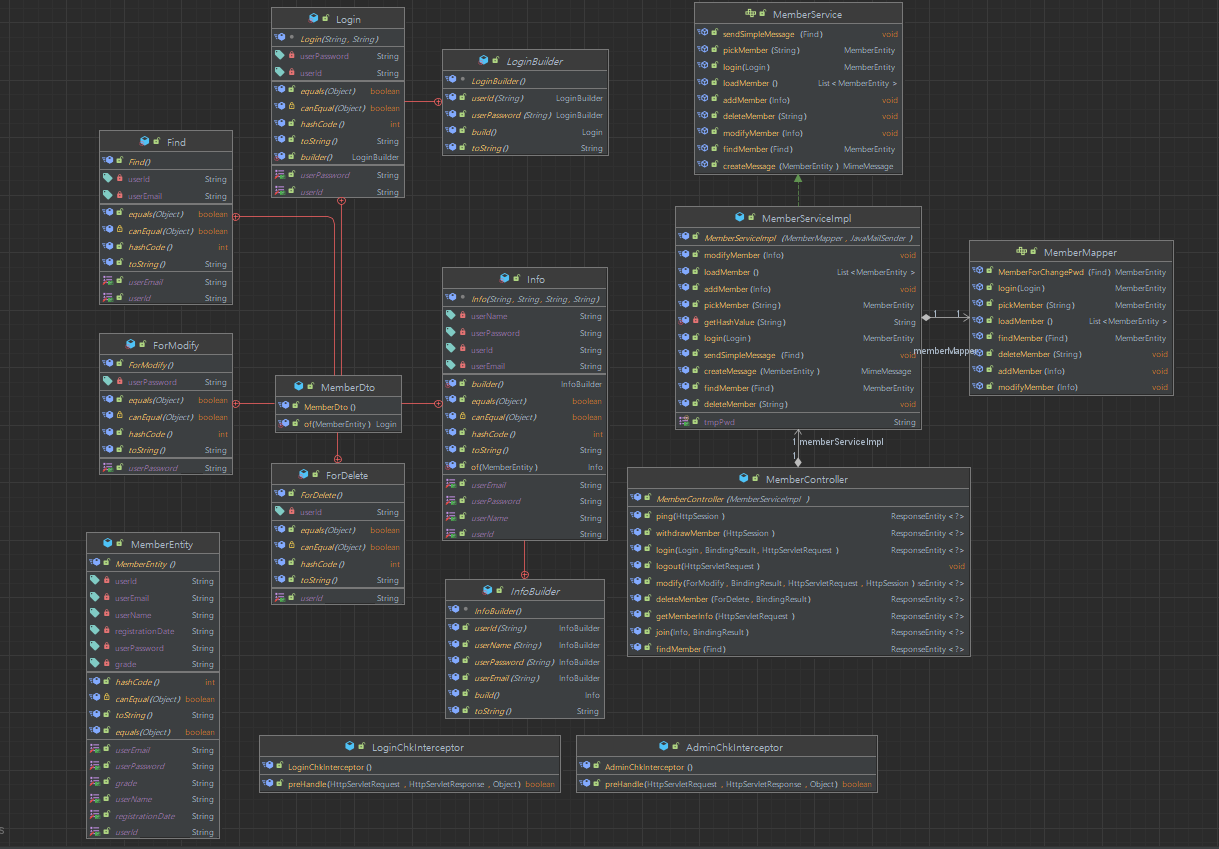 Login
Login(String, String)
userPassword String
userId String
equals(Object) boolean
canEqual(Object) boolean
hashCode() int
toString() String
builder() LoginBuilder
userPassword String
userId String
LoginBuilder
LoginBuilder()
userId(String) LoginBuilder
userPassword(String) LoginBuilder
build() Login
toString() String
MemberService
sendSimpleMessage (Find) void
pickMember (String) MemberEntity
login(Login) MemberEntity
loadMember () List<MemberEntity >
addMember (Info) void
deleteMember (String) void
modifyMember (Info) void
findMember (Find) MemberEntity
createMessage (MemberEntity ) MimeMessage
Find
Find()
userId String
userEmail String
equals(Object) boolean
canEqual(Object) boolean
hashCode() int
toString() String
userEmail String
userId String
MemberServiceImpl
MemberServiceImpl (MemberMapper , JavaMailSender )
modifyMember (Info) void
loadMember () List<MemberEntity >
addMember (Info) void
pickMember (String) MemberEntity
getHashValue (String) String
login(Login) MemberEntity
sendSimpleMessage (Find) void
createMessage (MemberEntity ) MimeMessage
findMember (Find) MemberEntity
deleteMember (String) void
tmpPwd String
MemberMapper
MemberForChangePwd (Find) MemberEntity
login(Login) MemberEntity
pickMember (String) MemberEntity
loadMember () List<MemberEntity >
findMember (Find) MemberEntity
deleteMember (String) void
addMember (Info) void
modifyMember (Info) void
1 1
memberMapper
Info
Info(String, String, String, String)
userName String
userPassword String
userId String
userEmail String
builder() InfoBuilder
equals(Object) boolean
canEqual(Object) boolean
hashCode() int
toString() String
of(MemberEntity ) Info
userEmail String
userPassword String
userName String
userId String
ForModify
ForModify()
userPassword String
equals(Object) boolean
canEqual(Object) boolean
hashCode() int
toString() String
userPassword String
MemberDto
MemberDto ()
of(MemberEntity ) Login
1 memberServiceImpl
1
ForDelete
ForDelete()
userId String
equals(Object) boolean
canEqual(Object) boolean
hashCode() int
toString() String
userId String
MemberController
MemberController (MemberServiceImpl )
ping(HttpSession ) ResponseEntity <?>
withdrawMember (HttpSession ) ResponseEntity <?>
login(Login, BindingResult, HttpServletRequest ) ResponseEntity <?>
logout(HttpServletRequest ) void
modify(ForModify, BindingResult, HttpServletRequest, HttpSession ) seEntity <?>
deleteMember (ForDelete, BindingResult) ResponseEntity <?>
getMemberInfo (HttpServletRequest ) ResponseEntity <?>
join(Info, BindingResult ) ResponseEntity <?>
findMember (Find) ResponseEntity <?>
MemberEntity
MemberEntity ()
userId String
userEmail String
userName String
registrationDate String
userPassword String
grade String
hashCode() int
canEqual(Object) boolean
toString() String
equals(Object) boolean
userEmail String
userPassword String
grade String
userName String
registrationDate String
userId String
InfoBuilder
InfoBuilder()
userId(String) InfoBuilder
userName (String) InfoBuilder
userPassword (String) InfoBuilder
userEmail (String) InfoBuilder
build() Info
toString() String
LoginChkInterceptor
LoginChkInterceptor ()
preHandle(HttpServletRequest , HttpServletResponse , Object) boolean
AdminChkInterceptor
AdminChkInterceptor ()
preHandle(HttpServletRequest , HttpServletResponse , Object) boolean
s